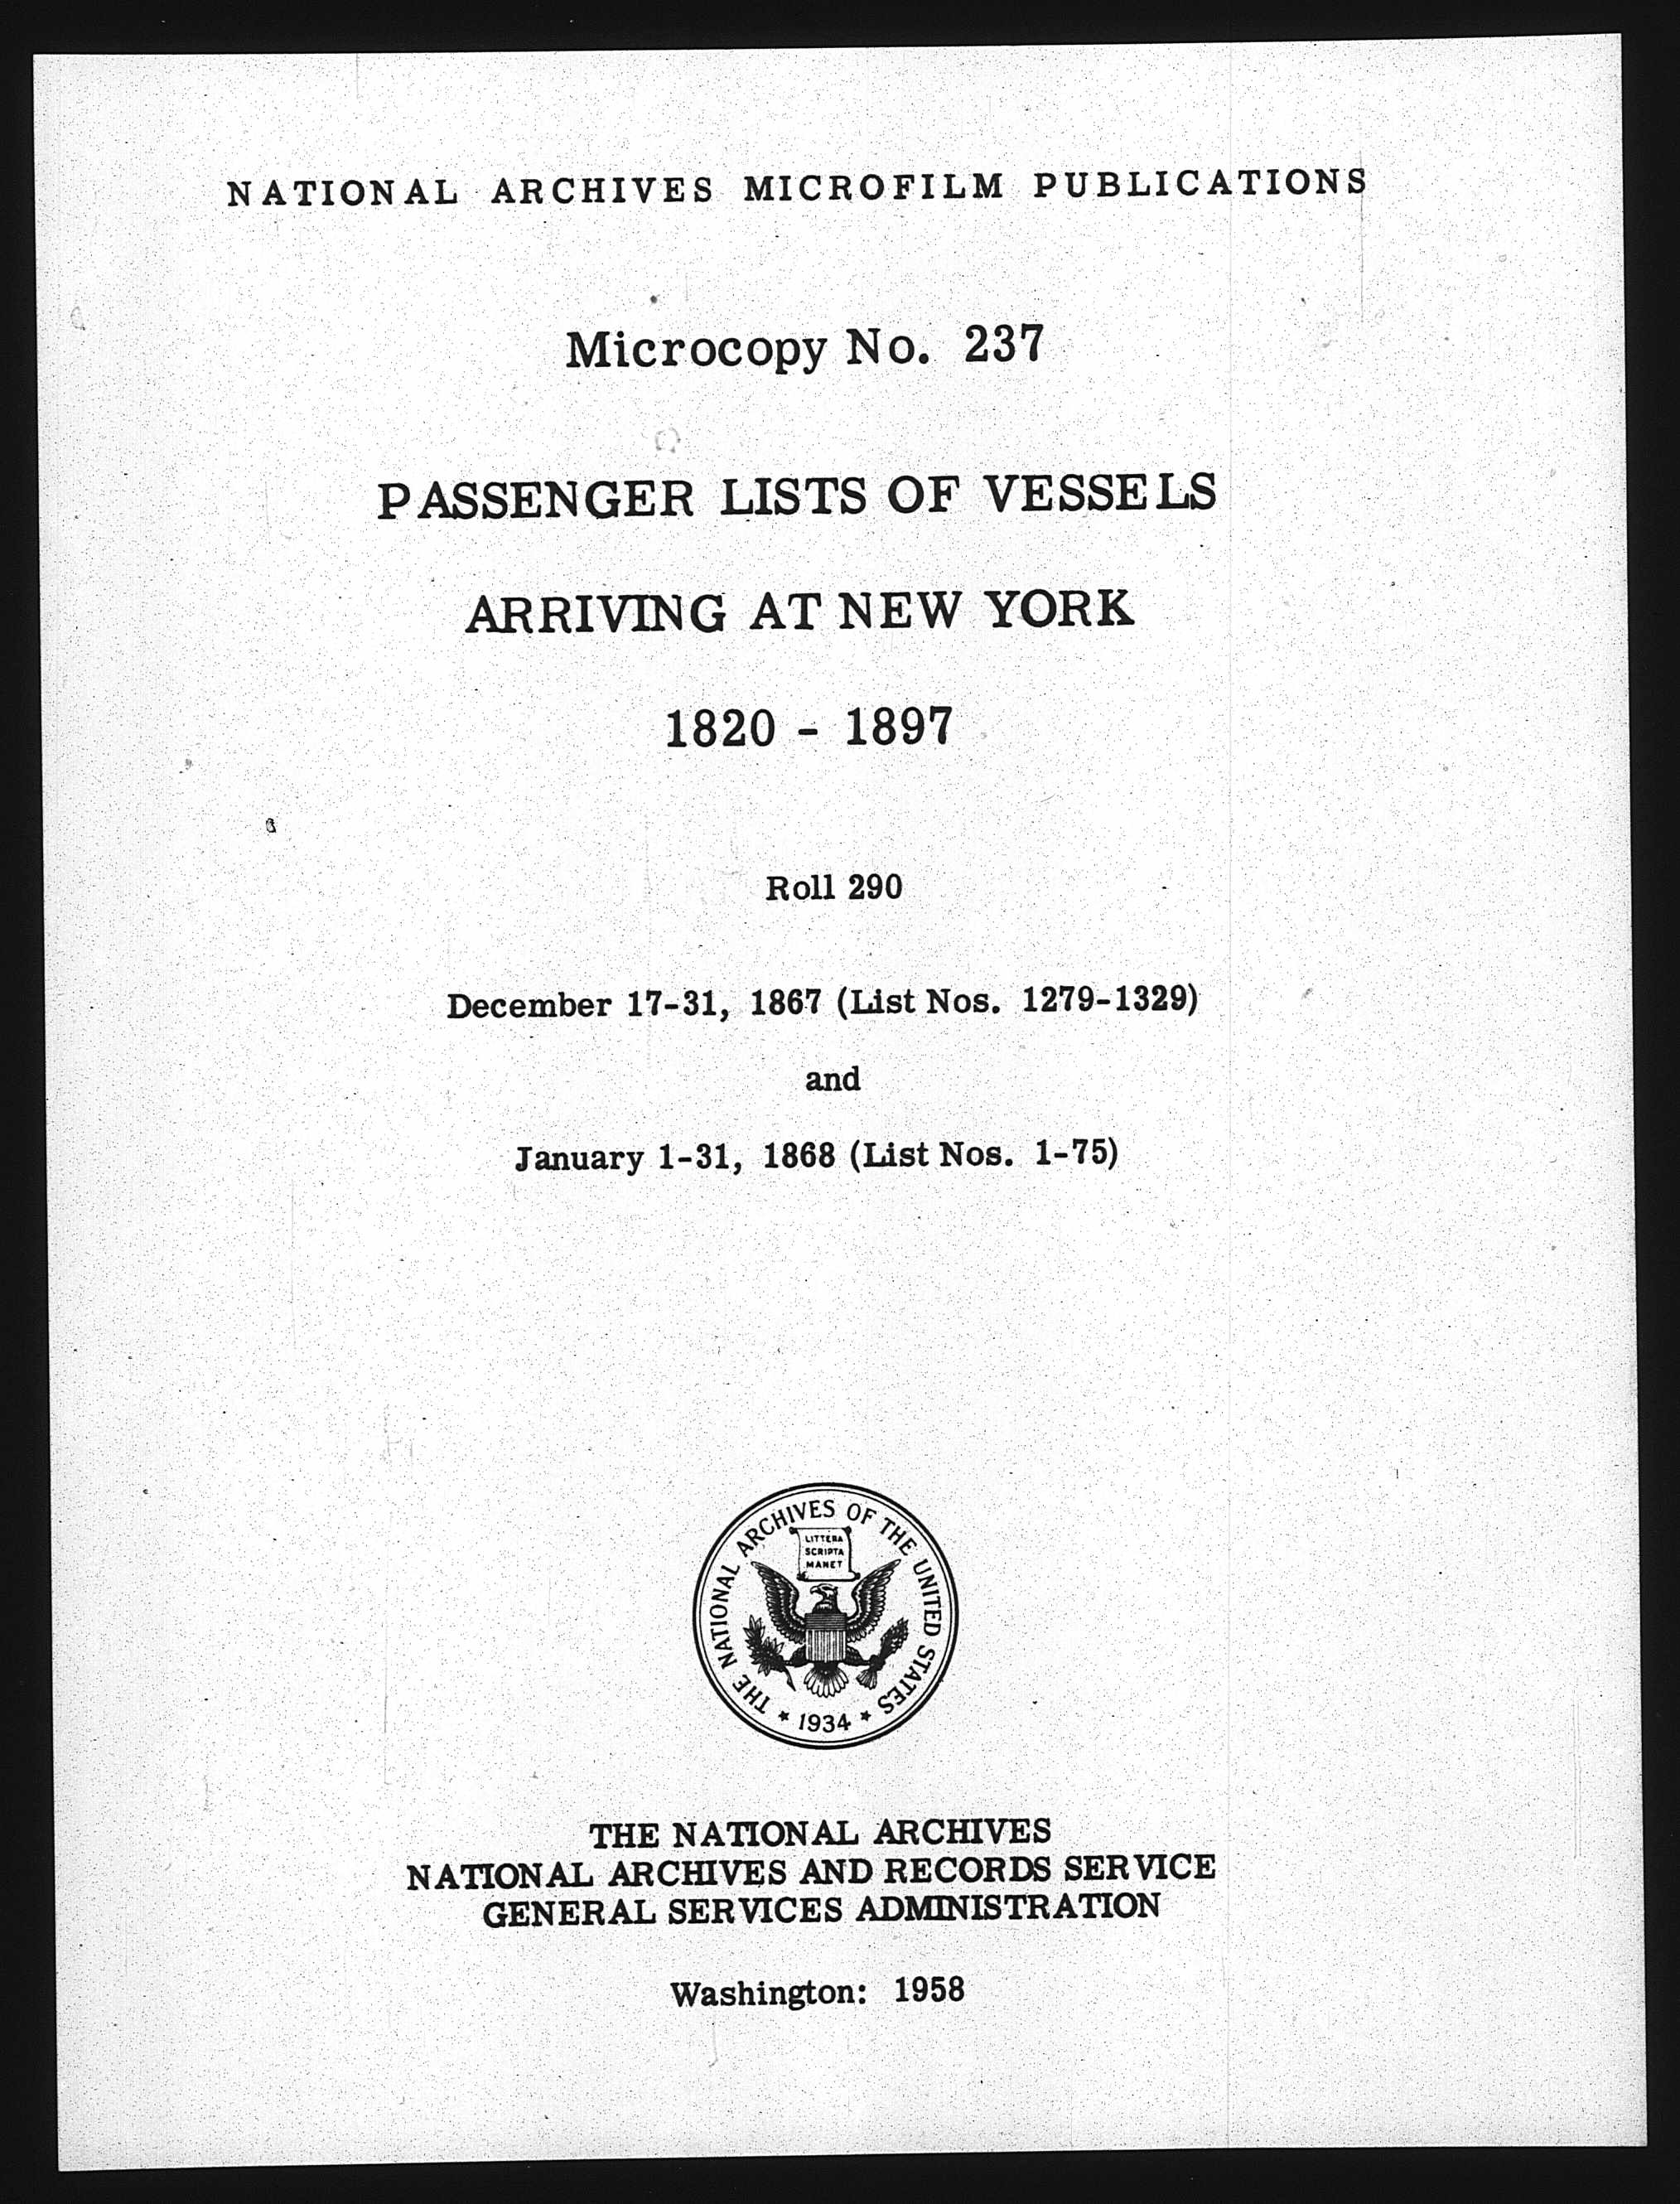 NATIONAL ARCHIVES MICROFILM PUBLICATIONS
Microcopy No. 237
PASSENGER LISTS OF VESSELS
ARRIVING AT NEW YORK
1820 - 1897
Roll 290
December 17-31, 1867 (List Nos. 1279-1329)
and
January 1-31, 1868 (List Nos. 1-75)
THE NATIONAL ARCHIVES OF THE UNITED STATES
LITTERA
SCRIPTA
MANET
* 1934 *
THE NATIONAL ARCHIVES
NATIONAL ARCHIVES AND RECORDS SERVICE
GENERAL SERVICES ADMINISTRATION
Washington: 1958